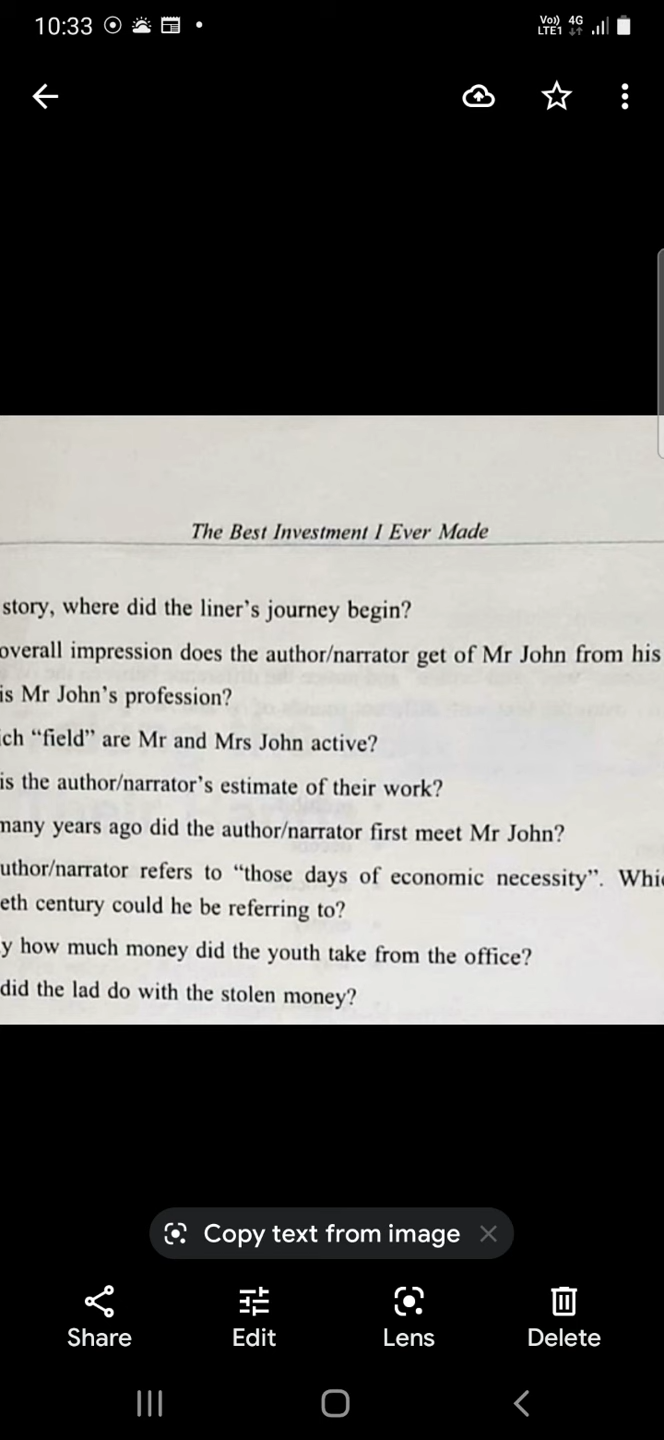 10:33
Vo)) 4G
LTE1
The Best Investment I Ever Made
story, where did the liner's journey begin?
overall impression does the author/narrator get of Mr John from his
is Mr John's profession?
ich "field" are Mr and Mrs John active?
is the author/narrator's estimate of their work?
many years ago did the author/narrator first meet Mr John?
uthor/narrator refers to "those days of economic necessity". Whic
eth century could he be referring to?
y how much money did the youth take from the office?
did the lad do with the stolen money?
Copy text from image
Share Edit Lens Delete